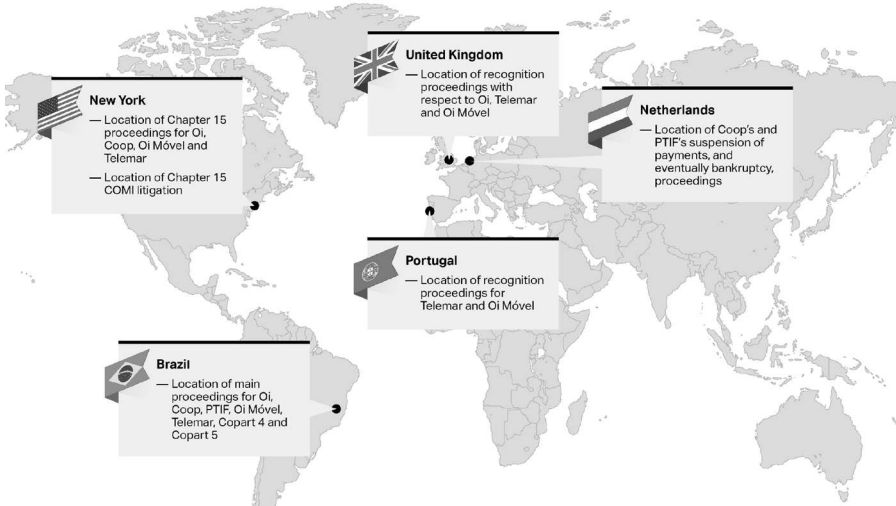 New York
— Location of Chapter 15
proceedings for Oi,
Coop, Oi Móvel and
Telemar
— Location of Chapter 15
COMI litigation
United Kingdom
— Location of recognition
proceedings with
respect to Oi, Telemar
and Oi Móvel
Netherlands
— Location of Coop's and
PTIF's suspension of
payments, and
eventually bankruptcy,
proceedings
Portugal
— Location of recognition
proceedings for
Telemar and Oi Móvel
Brazil
— Location of main
proceedings for Oi,
Coop, PTIF, Oi Móvel,
Telemar, Copart 4 and
Copart 5